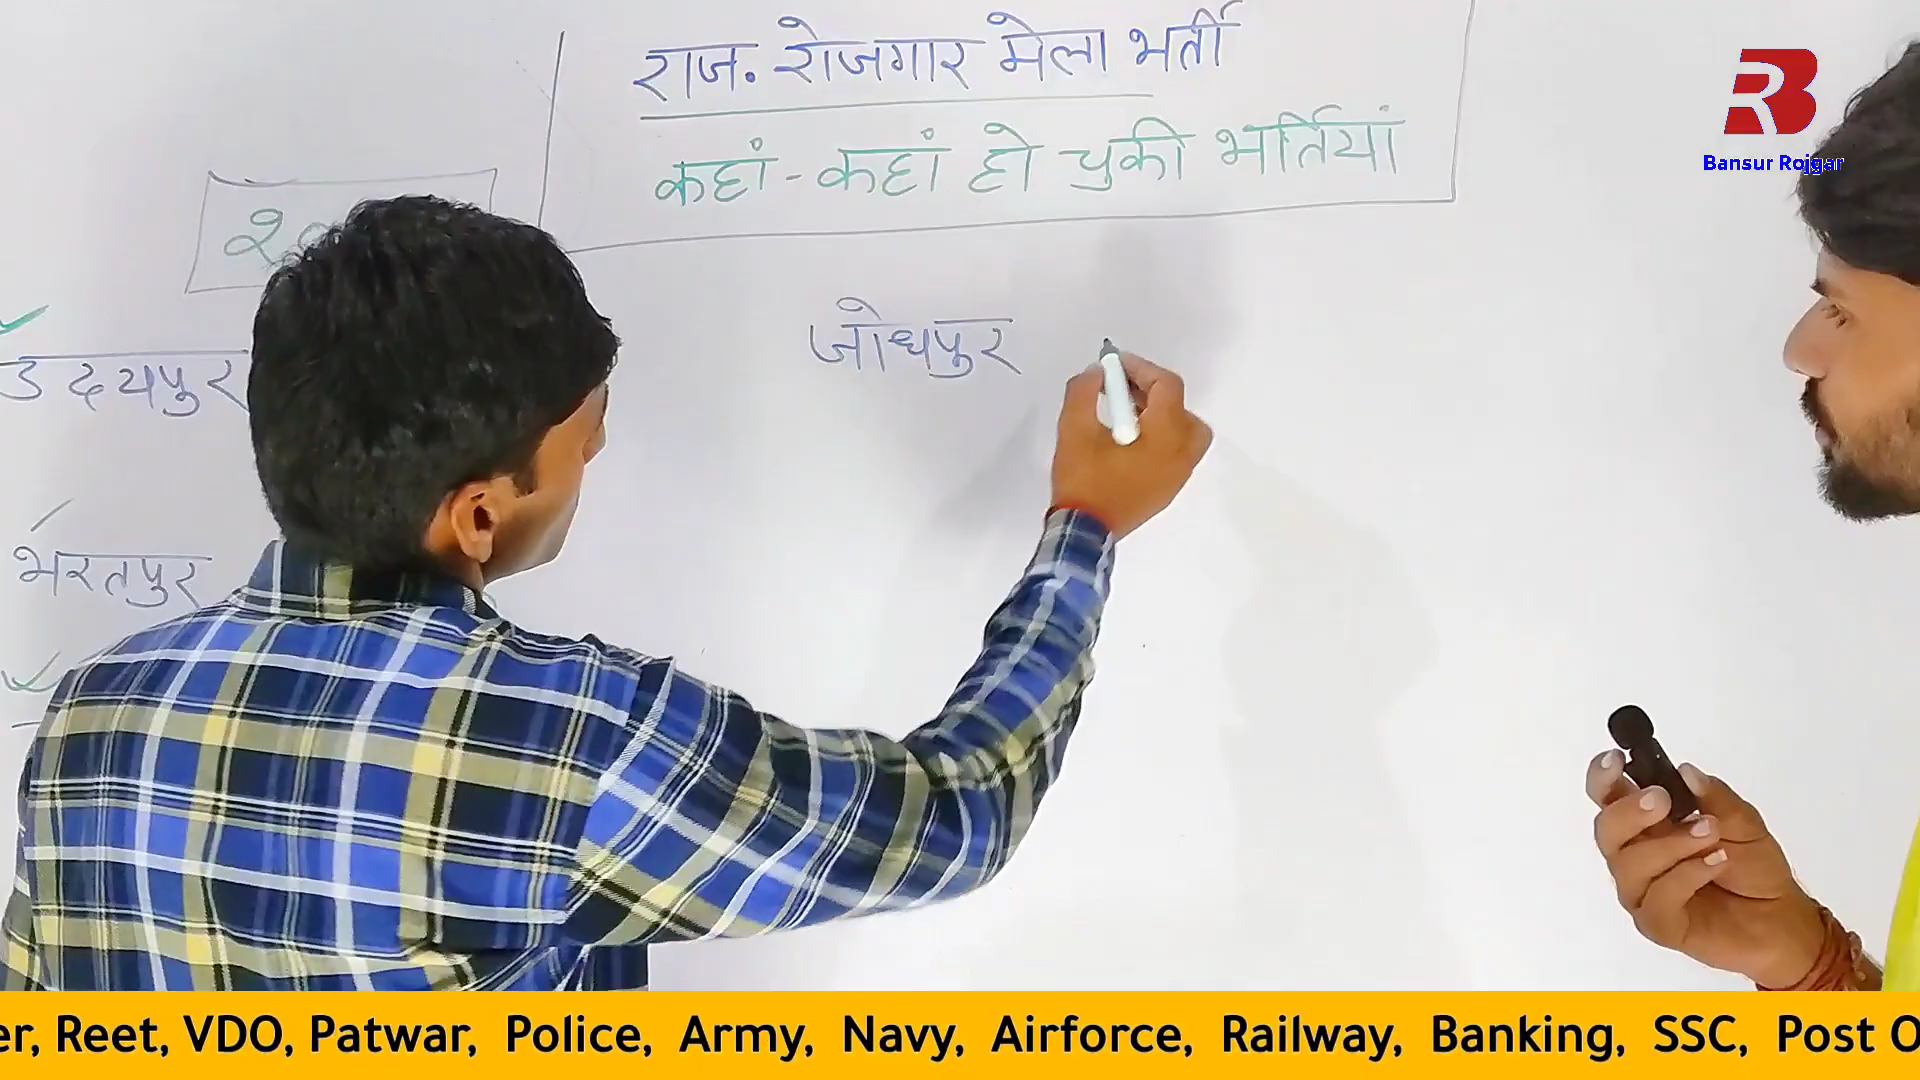 राज. रोजगार मेला भर्ती
कहां-कहां हो चुकी भर्तियां
Bansur Rojgar
जोधपुर
उदयपुर
भरतपुर
er, Reet, VDO, Patwar, Police, Army, Navy, Airforce, Railway, Banking, SSC, Post O